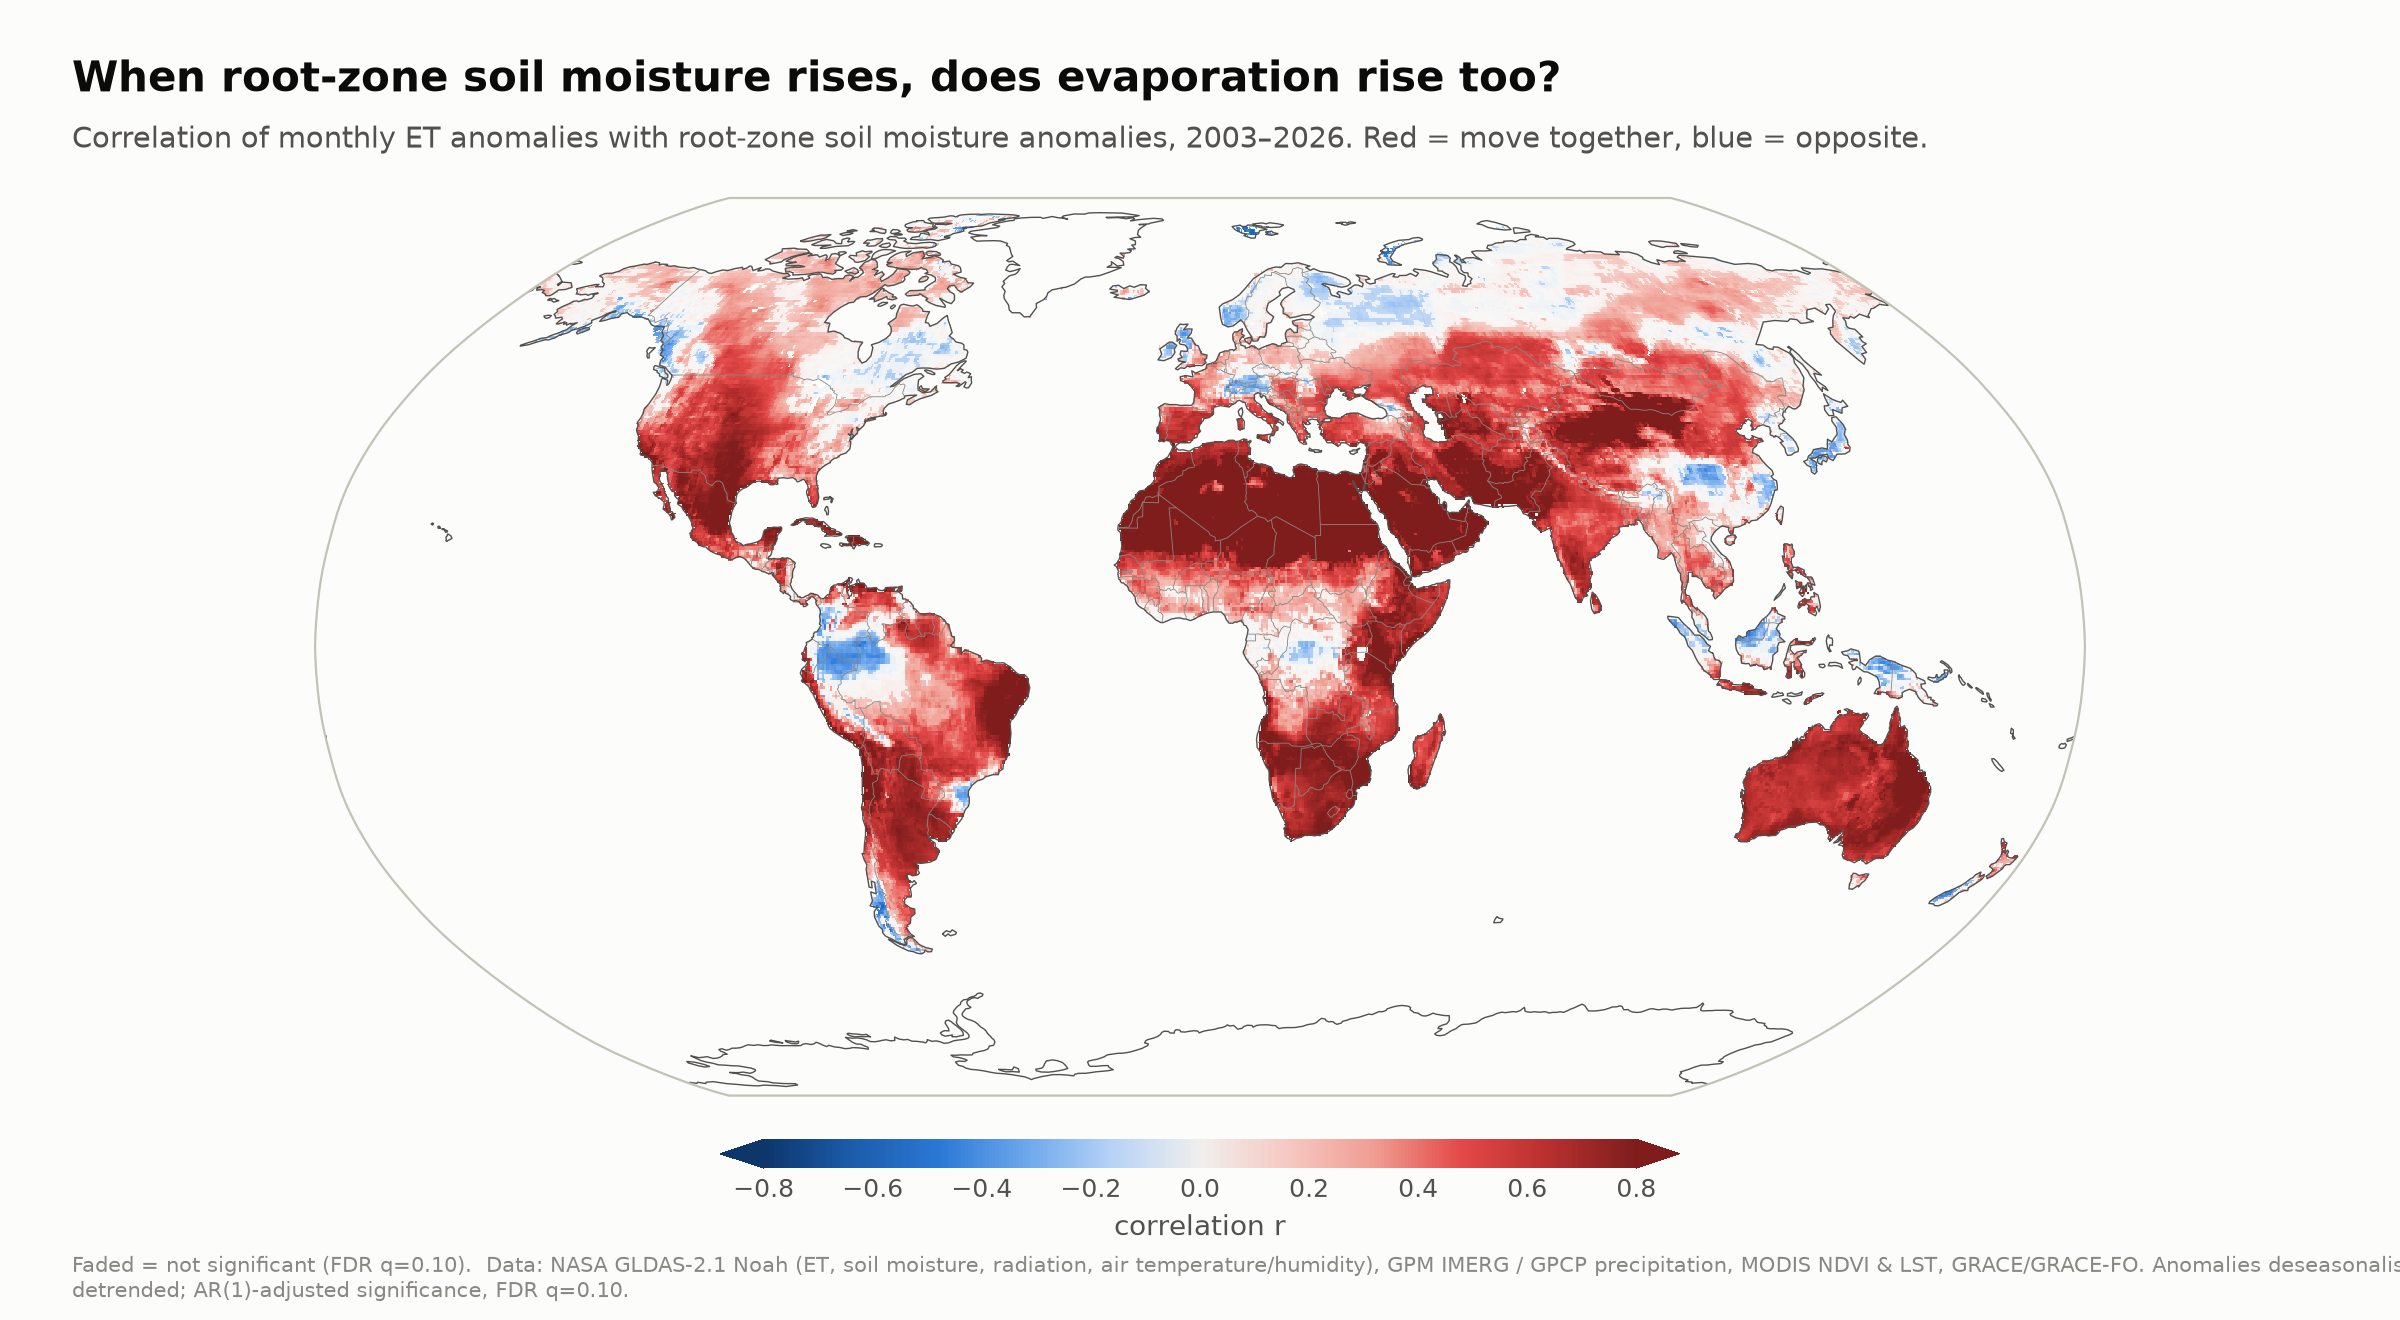 When root-zone soil moisture rises, does evaporation rise too?
Correlation of monthly ET anomalies with root-zone soil moisture anomalies, 2003–2026. Red = move together, blue = opposite.
−0.8 −0.6 −0.4 −0.2 0.0 0.2 0.4 0.6 0.8
correlation r
Faded = not significant (FDR q=0.10).  Data: NASA GLDAS-2.1 Noah (ET, soil moisture, radiation, air temperature/humidity), GPM IMERG / GPCP precipitation, MODIS NDVI & LST, GRACE/GRACE-FO. Anomalies deseasonalis
detrended; AR(1)-adjusted significance, FDR q=0.10.